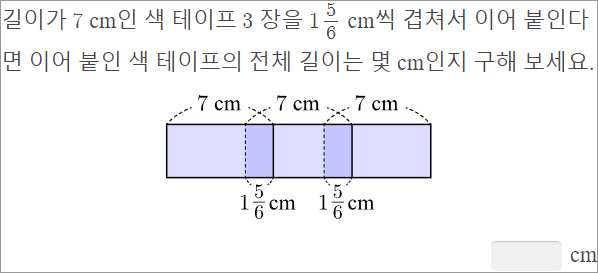 길이가 7 cm인 색 테이프 3 장을 1 5/6 cm씩 겹쳐서 이어 붙인다
면 이어 붙인 색 테이프의 전체 길이는 몇 cm인지 구해 보세요.
7 cm 7 cm 7 cm
1 5/6 cm 1 5/6 cm
cm